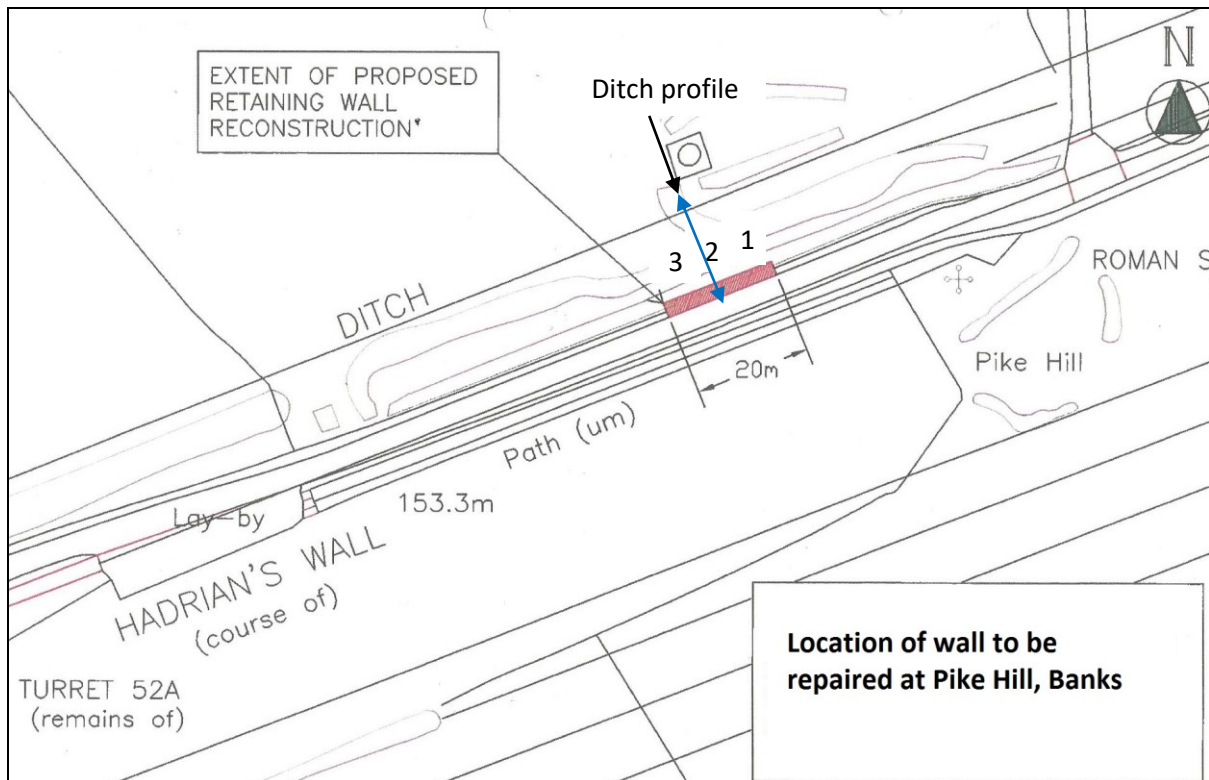 EXTENT OF PROPOSED
RETAINING WALL
RECONSTRUCTION*
Ditch profile
N
1
2
3
DITCH
ROMAN S
Pike Hill
20m
Path (um)
153.3m
Lay-by
HADRIAN'S WALL
(course of)
TURRET 52A
(remains of)
Location of wall to be
repaired at Pike Hill, Banks